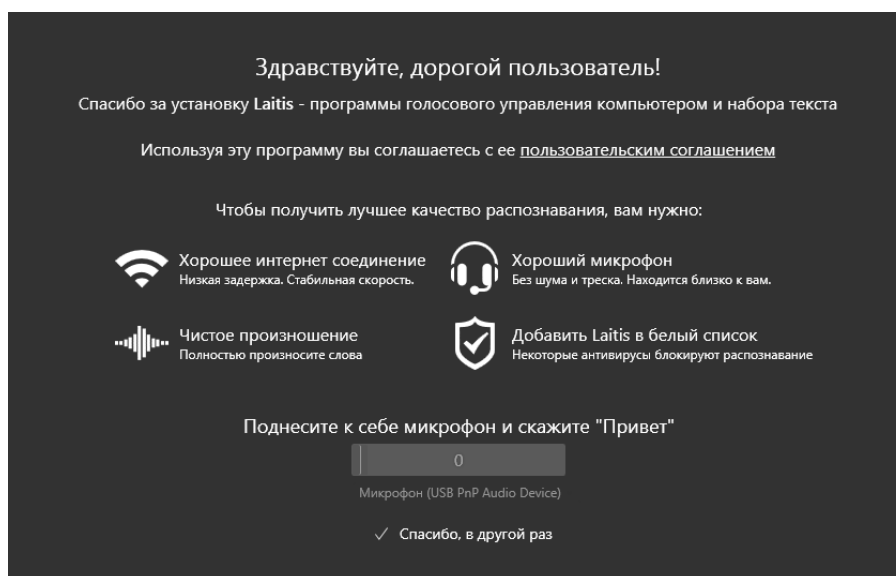 Здравствуйте, дорогой пользователь!
Спасибо за установку Laitis - программы голосового управления компьютером и набора текста
Используя эту программу вы соглашаетесь с ее пользовательским соглашением
Чтобы получить лучшее качество распознавания, вам нужно:
Хорошее интернет соединение
Низкая задержка. Стабильная скорость.
Хороший микрофон
Без шума и треска. Находится близко к вам.
Чистое произношение
Полностью произносите слова
Добавить Laitis в белый список
Некоторые антивирусы блокируют распознавание
Поднесите к себе микрофон и скажите "Привет"
0
Микрофон (USB PnP Audio Device)
Спасибо, в другой раз